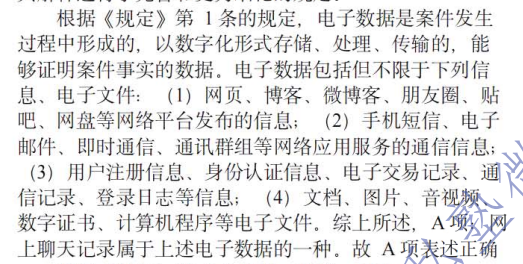 根据《规定》第 1 条的规定，电子数据是案件发生
过程中形成的，以数字化形式存储、处理、传输的，能
够证明案件事实的数据。电子数据包括但不限于下列信
息、电子文件：（1）网页、博客、微博客、朋友圈、贴
吧、网盘等网络平台发布的信息；（2）手机短信、电子
邮件、即时通信、通讯群组等网络应用服务的通信信息；
（3）用户注册信息、身份认证信息、电子交易记录、通
信记录、登录日志等信息；（4）文档、图片、音视频、
数字证书、计算机程序等电子文件。综上所述，A 项，网
上聊天记录属于上述电子数据的一种。故 A 项表述正确